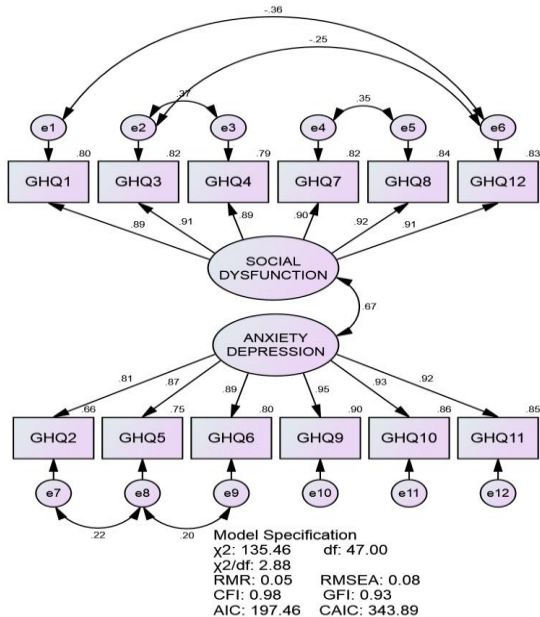 -.36
-.25
.37
.35
e1 e2 e3 e4 e5 e6
.80 .82 .79 .82 .84 .83
GHQ1 GHQ3 GHQ4 GHQ7 GHQ8 GHQ12
.89 .91 .89 .90 .92 .91
SOCIAL
DYSFUNCTION
.67
ANXIETY
DEPRESSION
.81 .87 .89 .95 .93 .92
.66 .75 .80 .90 .86 .85
GHQ2 GHQ5 GHQ6 GHQ9 GHQ10 GHQ11
e7 e8 e9 e10 e11 e12
.22 .20
Model Specification
χ2: 135.46 df: 47.00
χ2/df: 2.88
RMR: 0.05 RMSEA: 0.08
CFI: 0.98 GFI: 0.93
AIC: 197.46 CAIC: 343.89